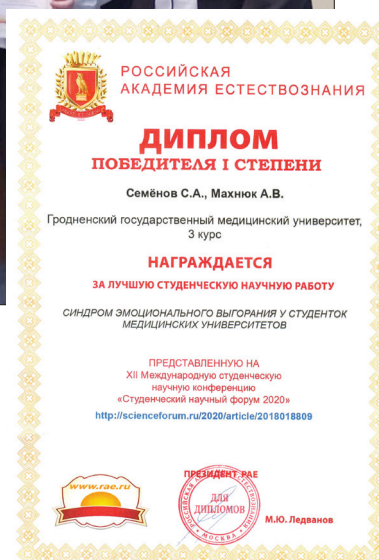 РОССИЙСКАЯ
АКАДЕМИЯ ЕСТЕСТВОЗНАНИЯ
ДИПЛОМ
ПОБЕДИТЕЛЯ I СТЕПЕНИ
Семёнов С.А., Махнюк А.В.
Гродненский государственный медицинский университет,
3 курс
НАГРАЖДАЕТСЯ
ЗА ЛУЧШУЮ СТУДЕНЧЕСКУЮ НАУЧНУЮ РАБОТУ
СИНДРОМ ЭМОЦИОНАЛЬНОГО ВЫГОРАНИЯ У СТУДЕНТОК
МЕДИЦИНСКИХ УНИВЕРСИТЕТОВ
ПРЕДСТАВЛЕННУЮ НА
XII Международную студенческую
научную конференцию
«Студенческий научный форум 2020»
http://scienceforum.ru/2020/article/2018018809
www.rae.ru
ПРЕЗИДЕНТ РАЕ
ДЛЯ
ДИПЛОМОВ
МОСКВА
М.Ю. Ледванов